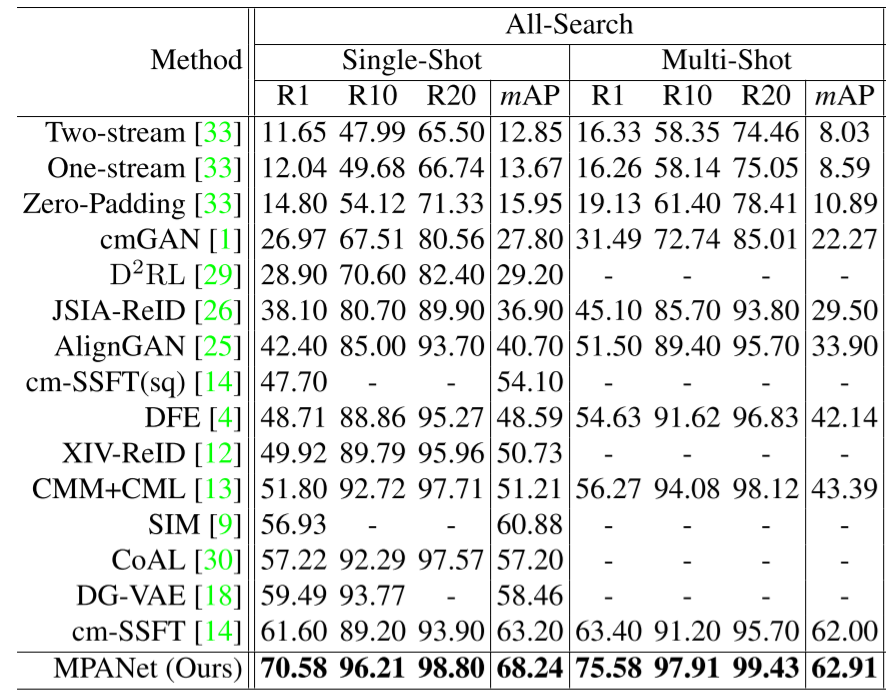 All-Search
Method Single-Shot Multi-Shot
R1 R10 R20 mAP R1 R10 R20 mAP
Two-stream [33] 11.65 47.99 65.50 12.85 16.33 58.35 74.46 8.03
One-stream [33] 12.04 49.68 66.74 13.67 16.26 58.14 75.05 8.59
Zero-Padding [33] 14.80 54.12 71.33 15.95 19.13 61.40 78.41 10.89
cmGAN [1] 26.97 67.51 80.56 27.80 31.49 72.74 85.01 22.27
D²RL [29] 28.90 70.60 82.40 29.20 - - - -
JSIA-ReID [26] 38.10 80.70 89.90 36.90 45.10 85.70 93.80 29.50
AlignGAN [25] 42.40 85.00 93.70 40.70 51.50 89.40 95.70 33.90
cm-SSFT(sq) [14] 47.70 - - 54.10 - - - -
DFE [4] 48.71 88.86 95.27 48.59 54.63 91.62 96.83 42.14
XIV-ReID [12] 49.92 89.79 95.96 50.73 - - - -
CMM+CML [13] 51.80 92.72 97.71 51.21 56.27 94.08 98.12 43.39
SIM [9] 56.93 - - 60.88 - - - -
CoAL [30] 57.22 92.29 97.57 57.20 - - - -
DG-VAE [18] 59.49 93.77 - 58.46 - - - -
cm-SSFT [14] 61.60 89.20 93.90 63.20 63.40 91.20 95.70 62.00
MPANet (Ours) 70.58 96.21 98.80 68.24 75.58 97.91 99.43 62.91